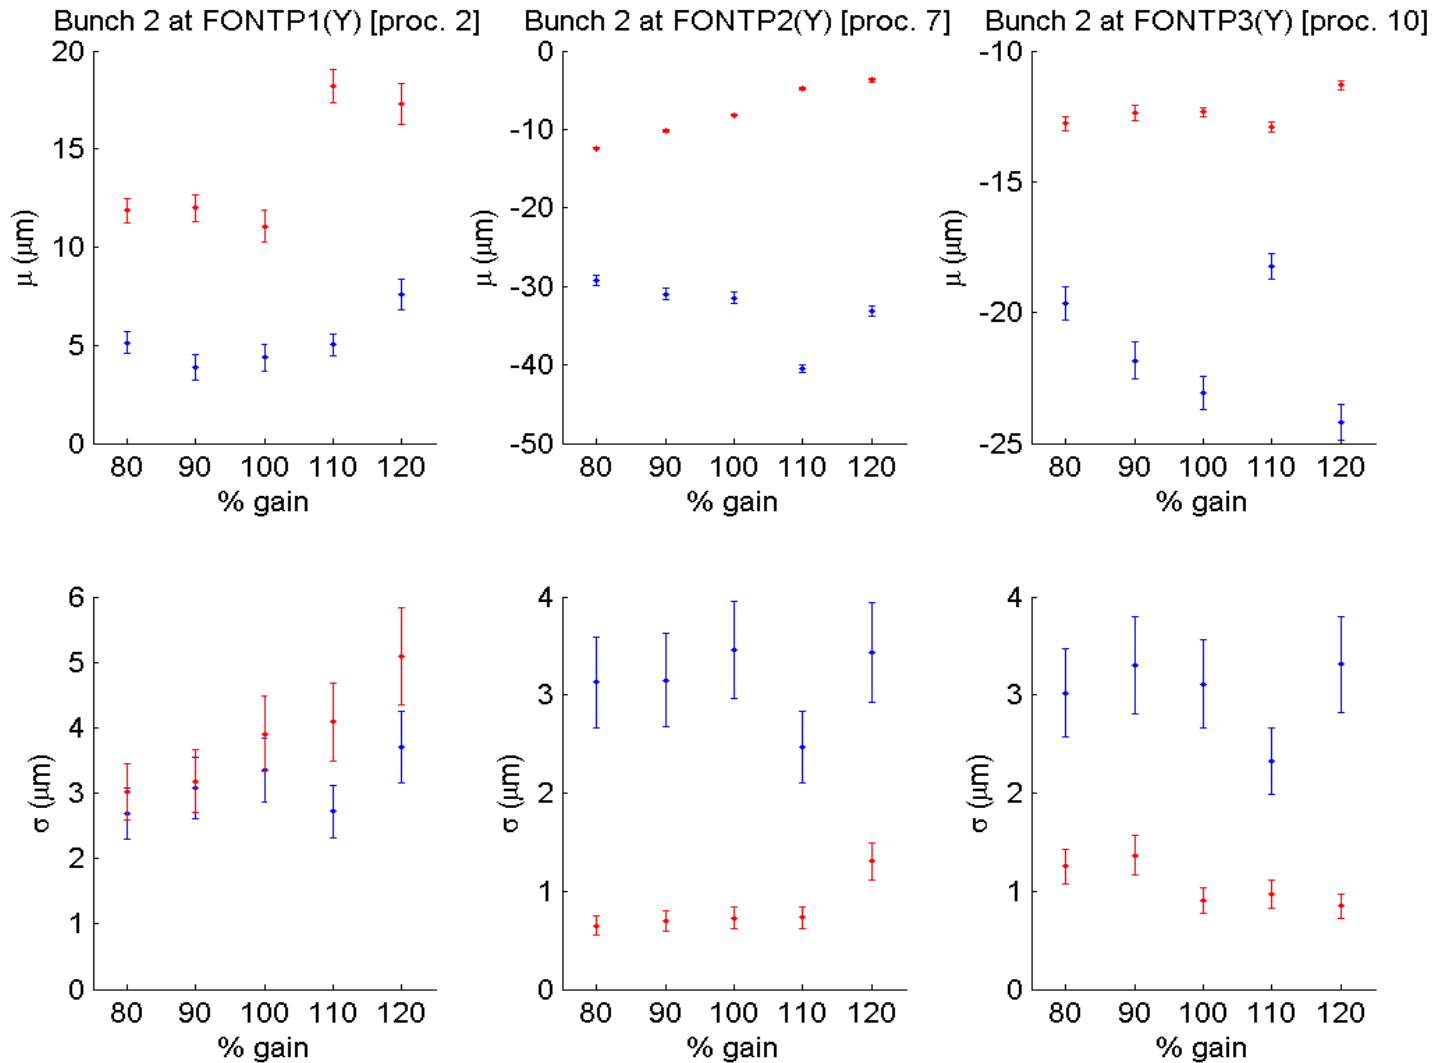 Bunch 2 at FONTP1(Y) [proc. 2]
20
15
10
5
0
μ (μm)
80 90 100 110 120
% gain
Bunch 2 at FONTP2(Y) [proc. 7]
0
-10
-20
-30
-40
-50
μ (μm)
80 90 100 110 120
% gain
Bunch 2 at FONTP3(Y) [proc. 10]
-10
-15
-20
-25
μ (μm)
80 90 100 110 120
% gain
6
5
4
3
2
1
0
σ (μm)
80 90 100 110 120
% gain
4
3
2
1
0
σ (μm)
80 90 100 110 120
% gain
4
3
2
1
0
σ (μm)
80 90 100 110 120
% gain